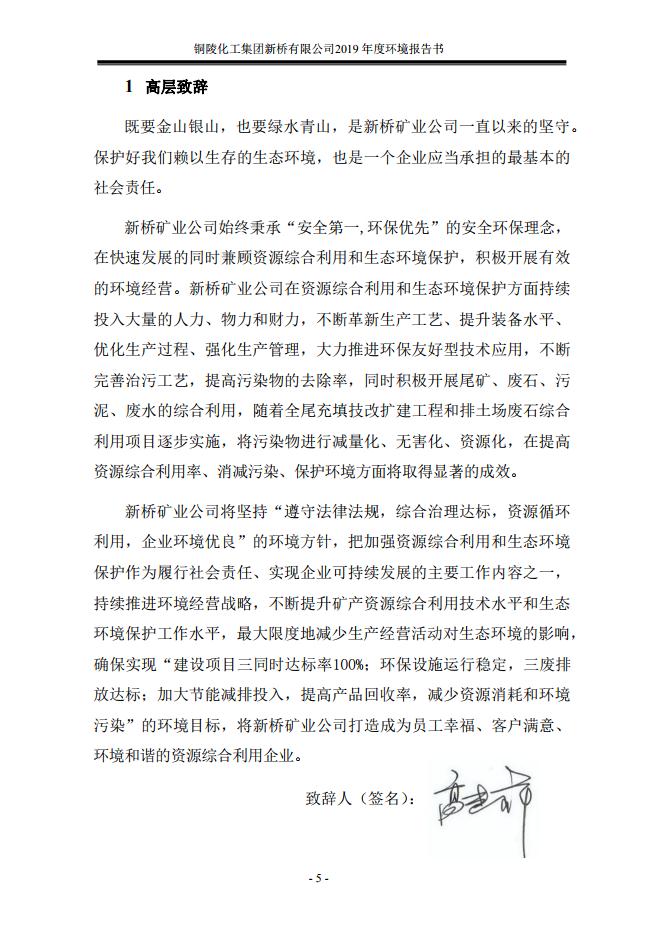 铜陵化工集团新桥有限公司2019 年度环境报告书
1 高层致辞
既要金山银山，也要绿水青山，是新桥矿业公司一直以来的坚守。
保护好我们赖以生存的生态环境，也是一个企业应当承担的最基本的
社会责任。
新桥矿业公司始终秉承“安全第一,环保优先”的安全环保理念，
在快速发展的同时兼顾资源综合利用和生态环境保护，积极开展有效
的环境经营。新桥矿业公司在资源综合利用和生态环境保护方面持续
投入大量的人力、物力和财力，不断革新生产工艺、提升装备水平、
优化生产过程、强化生产管理，大力推进环保友好型技术应用，不断
完善治污工艺，提高污染物的去除率，同时积极开展尾矿、废石、污
泥、废水的综合利用，随着全尾充填技改扩建工程和排土场废石综合
利用项目逐步实施，将污染物进行减量化、无害化、资源化，在提高
资源综合利用率、消减污染、保护环境方面将取得显著的成效。
新桥矿业公司将坚持“遵守法律法规，综合治理达标，资源循环
利用，企业环境优良”的环境方针，把加强资源综合利用和生态环境
保护作为履行社会责任、实现企业可持续发展的主要工作内容之一，
持续推进环境经营战略，不断提升矿产资源综合利用技术水平和生态
环境保护工作水平，最大限度地减少生产经营活动对生态环境的影响，
确保实现“建设项目三同时达标率100%；环保设施运行稳定，三废排
放达标；加大节能减排投入，提高产品回收率，减少资源消耗和环境
污染”的环境目标，将新桥矿业公司打造成为员工幸福、客户满意、
环境和谐的资源综合利用企业。
致辞人（签名）：
- 5 -